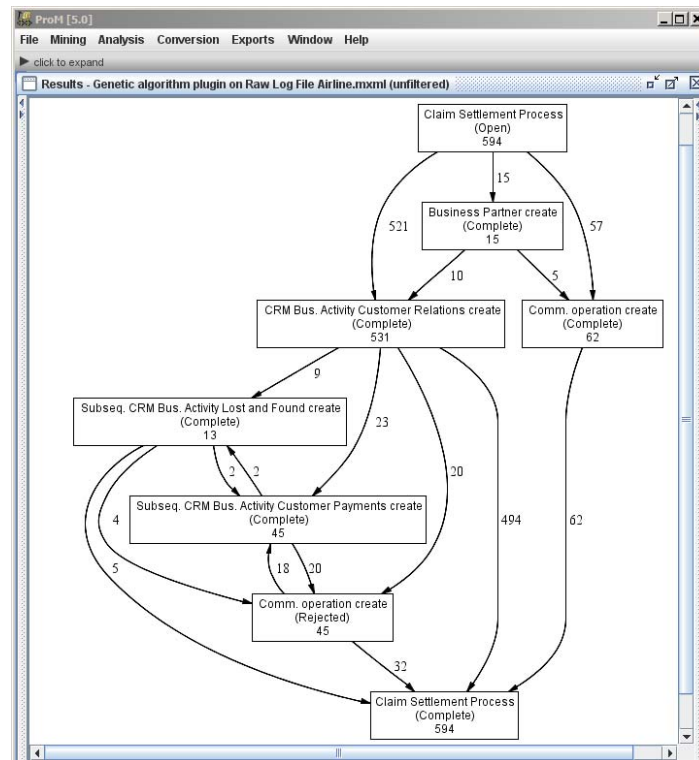 ProM [5.0]
File Mining Analysis Conversion Exports Window Help
click to expand
Results - Genetic algorithm plugin on Raw Log File Airline.mxml (unfiltered)
Claim Settlement Process
(Open)
594
15
Business Partner create
(Complete)
15
521
57
10
5
CRM Bus. Activity Customer Relations create
(Complete)
531
Comm. operation create
(Complete)
62
9
Subseq. CRM Bus. Activity Lost and Found create
(Complete)
13
23
2
2
20
Subseq. CRM Bus. Activity Customer Payments create
(Complete)
45
4
494
62
5
18
20
Comm. operation create
(Rejected)
45
32
Claim Settlement Process
(Complete)
594